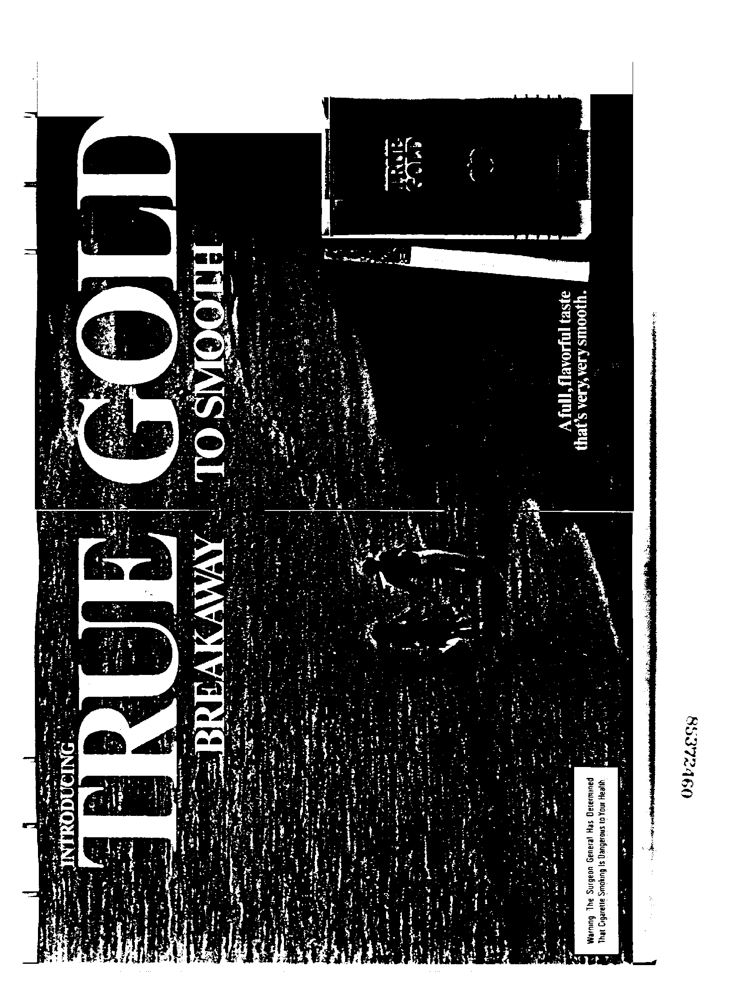 INTRODUCING
TRUE GOLD
BREAKAWAY TO SMOOTH
TRUE
GOLD
A full, flavorful taste
that's very, very smooth.
Warning: The Surgeon General Has Determined
That Cigarette Smoking Is Dangerous to Your Health
85372460